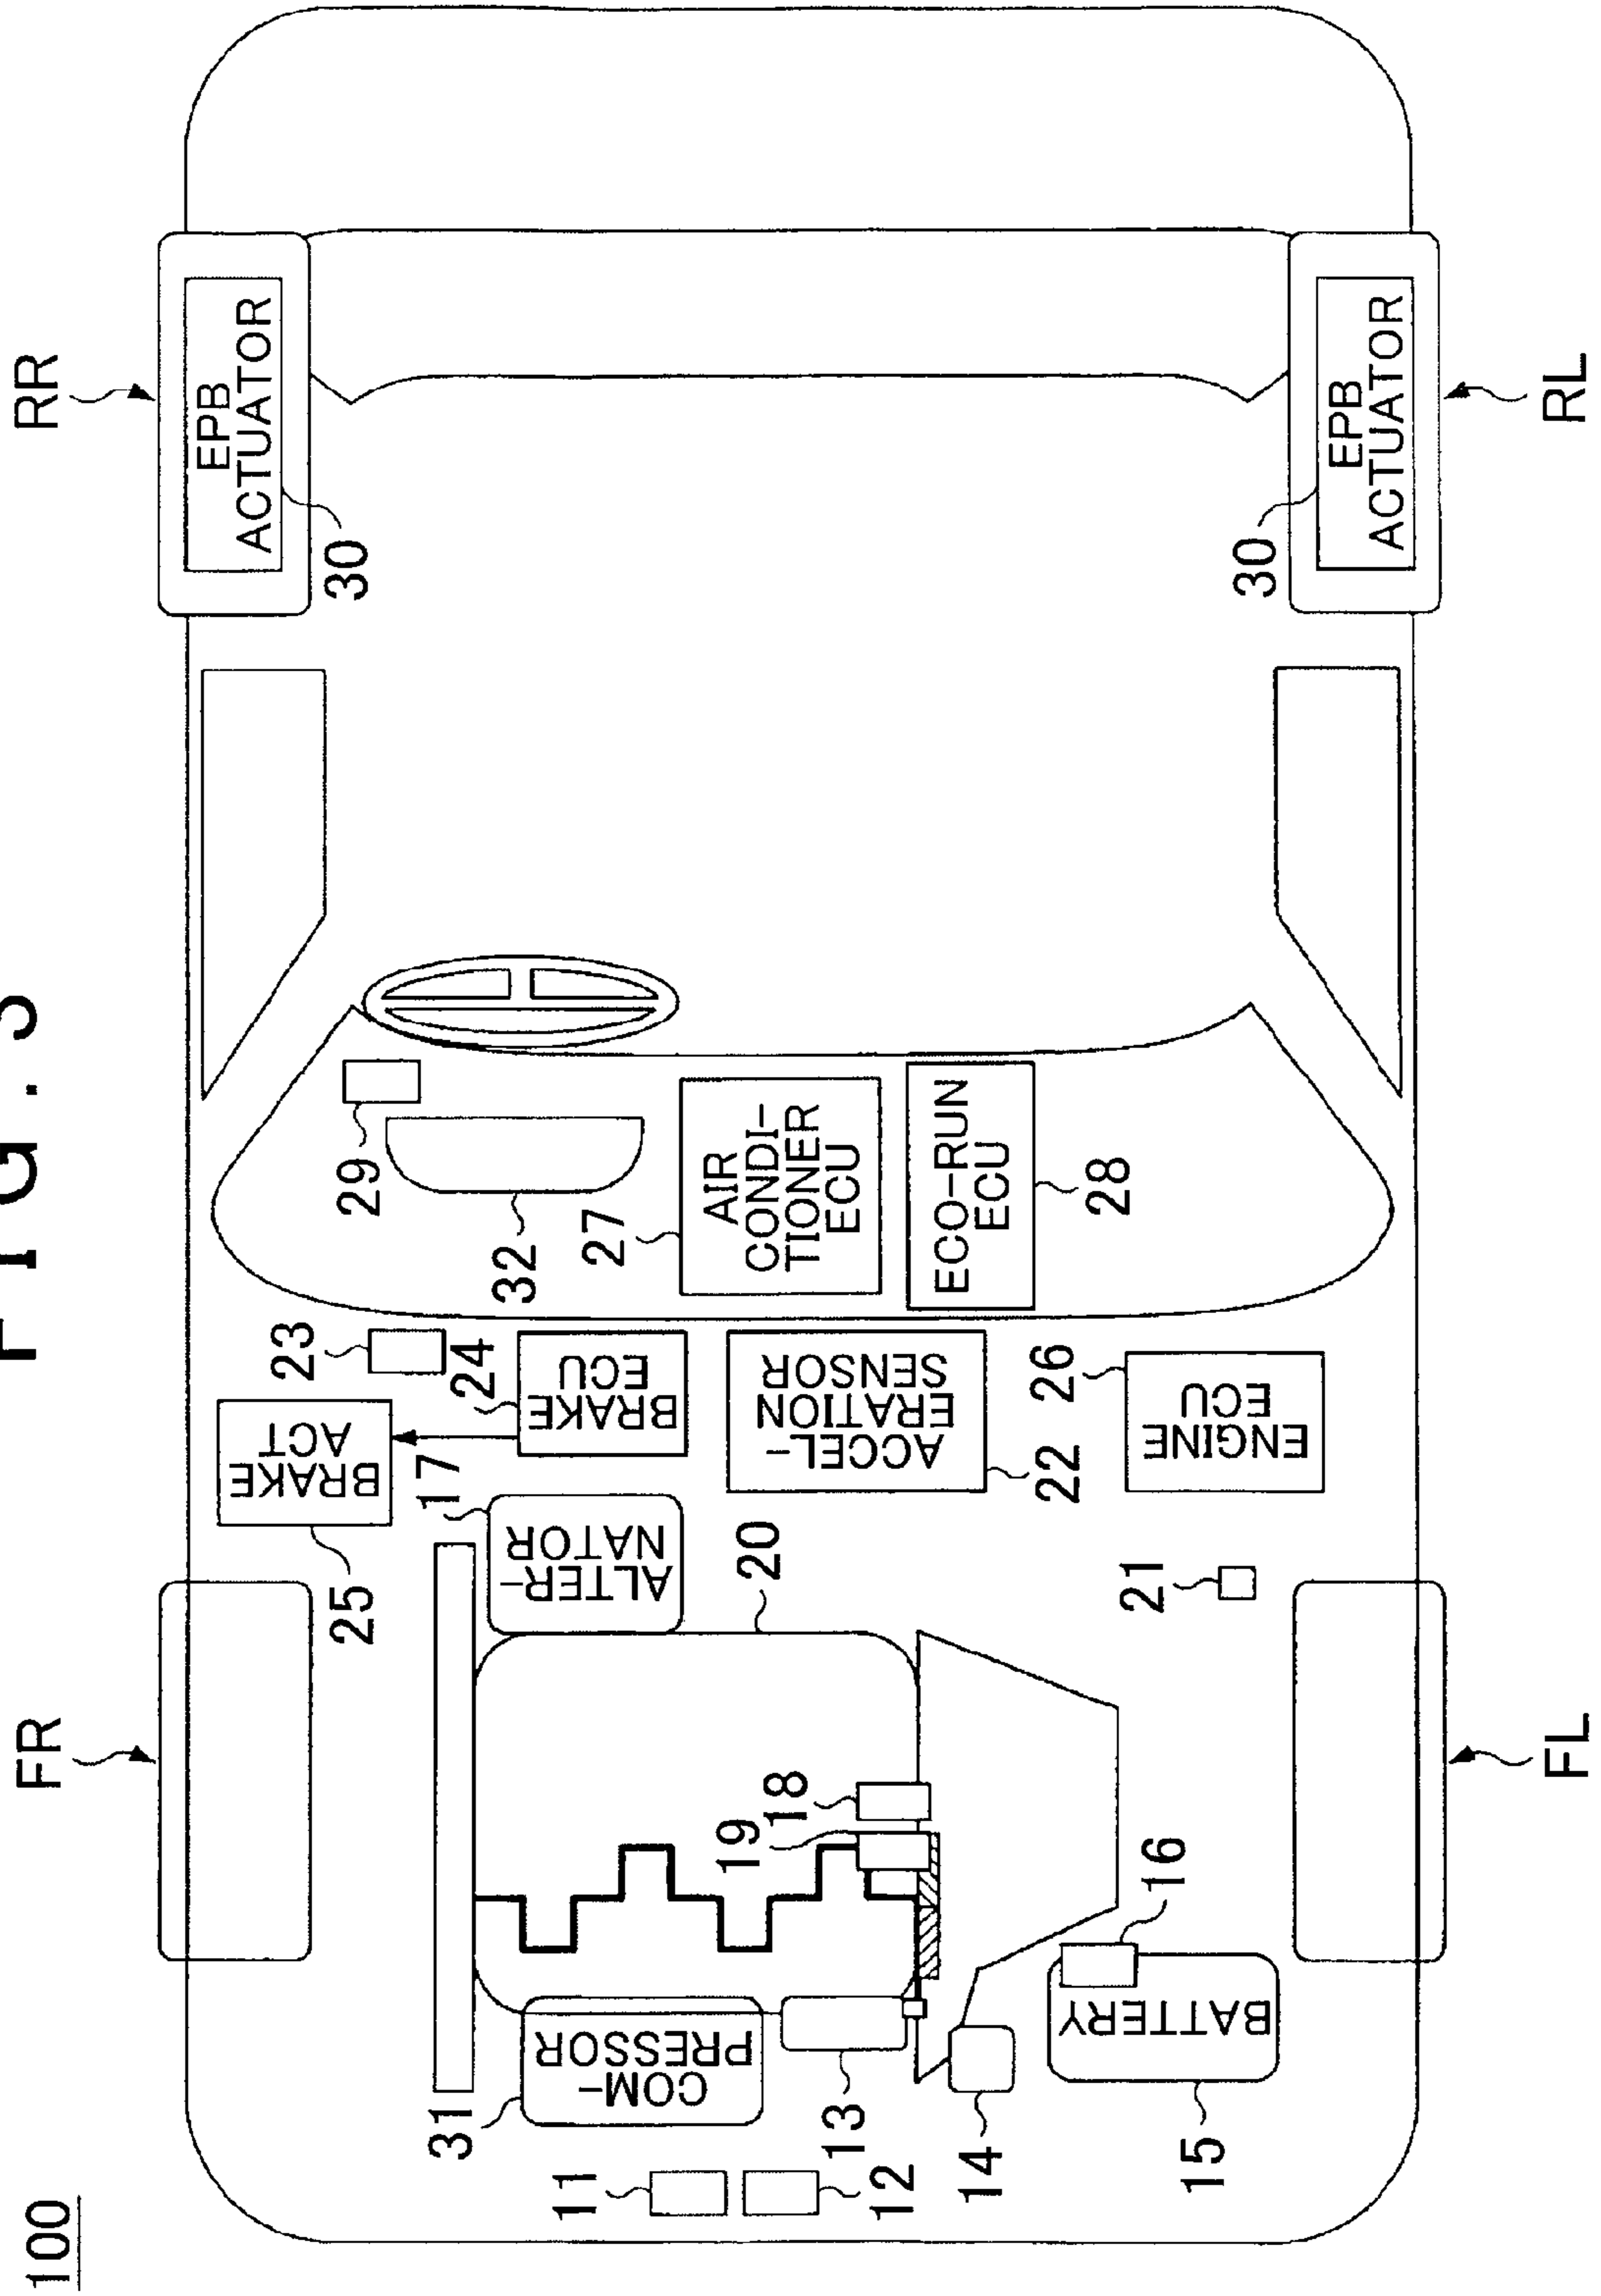 FIG.
100
FR
RR
EPB
ACTUATOR
30
BRAKE
ACT
25
23
29
17
24
31
32
COM-
PRESSOR
ALTER-
NATOR
BRAKE
ECU
11
27
AIR
CONDI-
TIONER
ECU
19
18
20
ACCEL-
ERATION
SENSOR
12
13
ECO-RUN
ECU
14
22
26
28
16
21
BATTERY
15
ENGINE
ECU
30
EPB
ACTUATOR
FL
RL